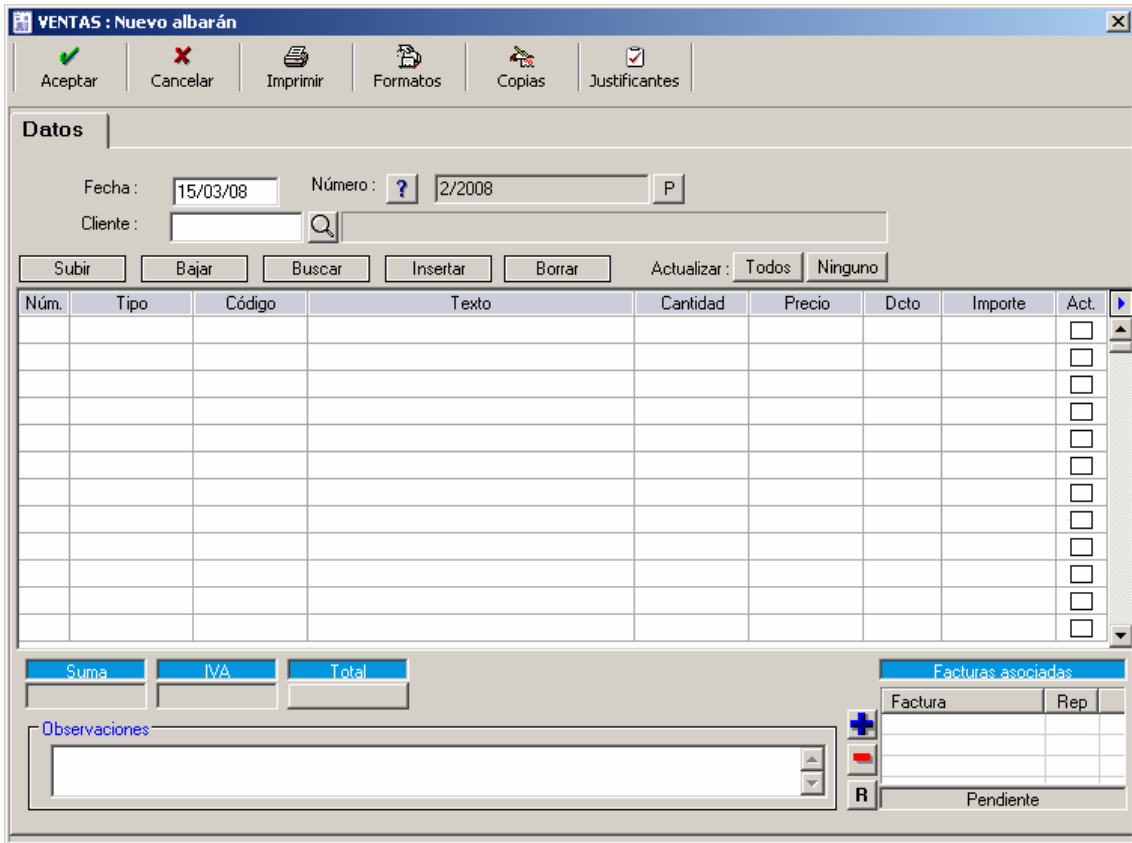 VENTAS : Nuevo albarán
Aceptar Cancelar Imprimir Formatos Copias Justificantes
Datos
Fecha : 15/03/08 Número : ? 2/2008 P
Cliente :
Subir Bajar Buscar Insertar Borrar Actualizar : Todos Ninguno
Núm. Tipo Código Texto Cantidad Precio Dcto Importe Act.
Suma IVA Total Facturas asociadas
Factura Rep
Observaciones
R Pendiente